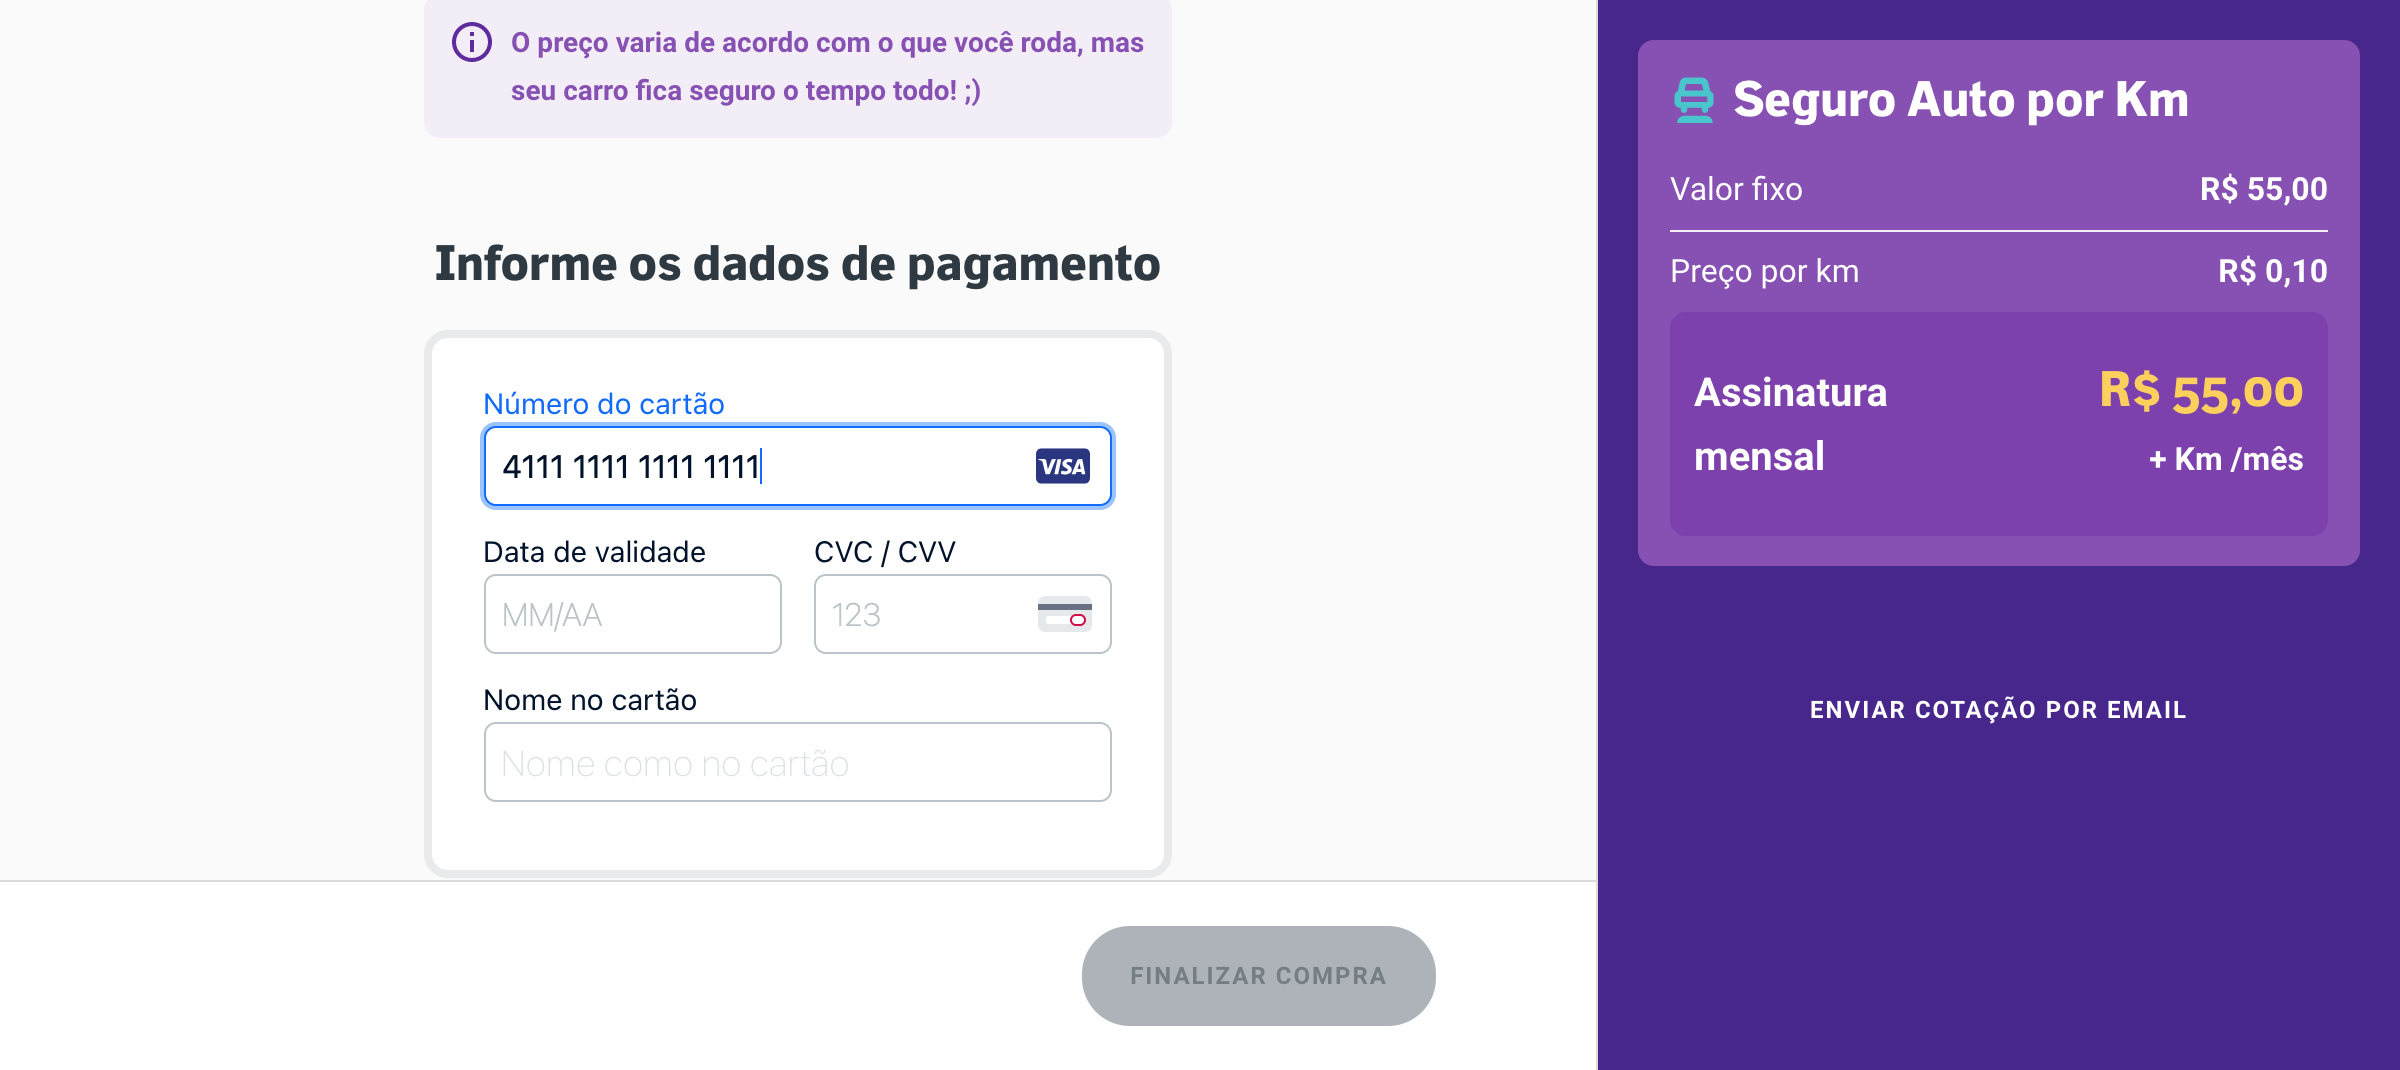 O preço varia de acordo com o que você roda, mas
seu carro fica seguro o tempo todo! ;)
Informe os dados de pagamento
Número do cartão
4111 1111 1111 1111
VISA
Data de validade
MM/AA
CVC / CVV
123
Nome no cartão
Nome como no cartão
FINALIZAR COMPRA
Seguro Auto por Km
Valor fixo R$ 55,00
Preço por km R$ 0,10
Assinatura
mensal
R$ 55,00
+ Km /mês
ENVIAR COTAÇÃO POR EMAIL